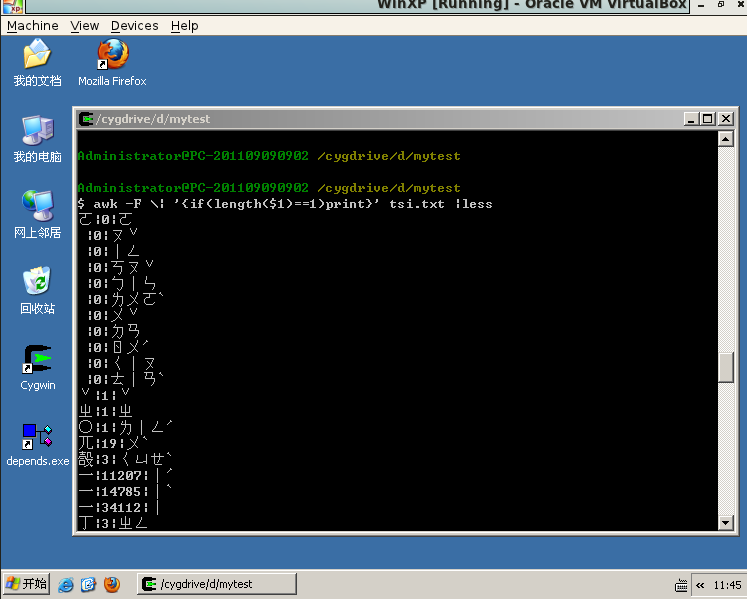 WinXP [Running] - Oracle VM VirtualBox
Machine View Devices Help
我的文档
Mozilla Firefox
我的电脑
网上邻居
回收站
Cygwin
depends.exe
/cygdrive/d/mytest
Administrator@PC-201109090902 /cygdrive/d/mytest
Administrator@PC-201109090902 /cygdrive/d/mytest
$ awk -F \| '{if(length($1)==1)print}' tsi.txt |less
ㄛ|0|ㄛ
|0|ㄡˇ
|0|ㄧㄥ
|0|ㄎㄡˇ
|0|ㄅㄧㄣ
|0|ㄌㄨㄛˋ
|0|ㄨˇ
|0|ㄉㄢ
|0|ㄖㄨˊ
|0|ㄑㄧㄡ
|0|ㄊㄧㄢˋ
ˇ|1|ˇ
ㄓ|1|ㄓ
〇|1|ㄌㄧㄥˊ
兀|19|ㄨˋ
㱿|3|ㄑㄩㄝˋ
一|11207|ㄧˊ
一|14785|ㄧˋ
一|34112|ㄧ
丁|3|ㄓㄥ
开始
/cygdrive/d/mytest
« 11:45